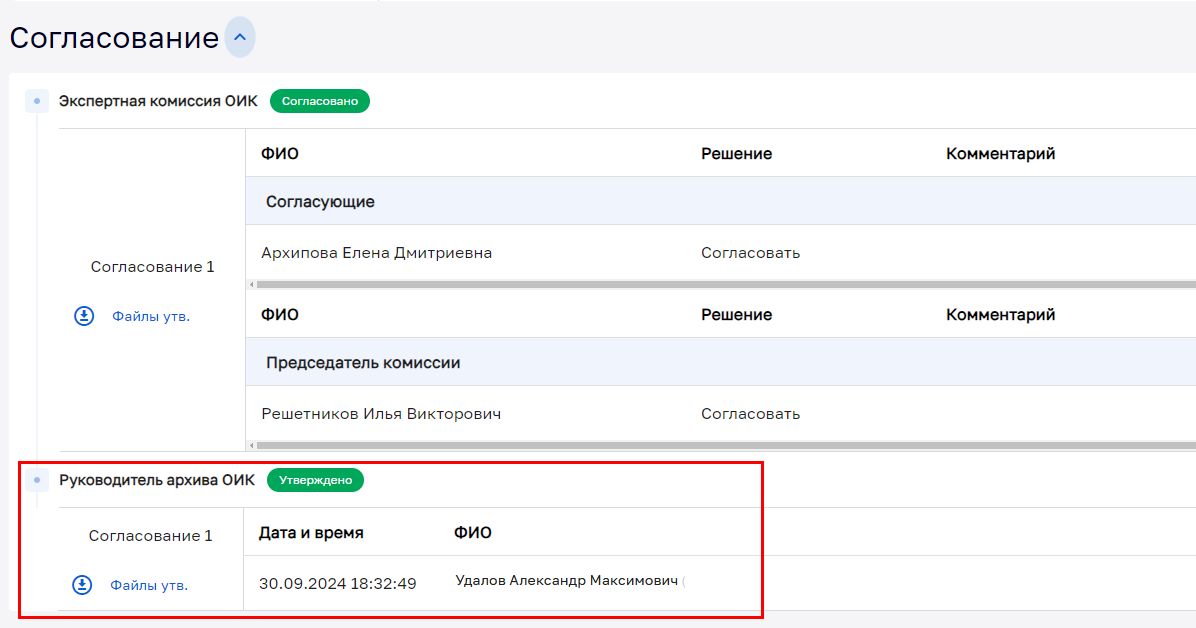 Согласование
Экспертная комиссия ОИК Согласовано
ФИО Решение Комментарий
Согласующие
Архипова Елена Дмитриевна Согласовать
Согласование 1
Файлы утв.
ФИО Решение Комментарий
Председатель комиссии
Решетников Илья Викторович Согласовать
Руководитель архива ОИК Утверждено
Согласование 1 Дата и время ФИО
Файлы утв. 30.09.2024 18:32:49 Удалов Александр Максимович (